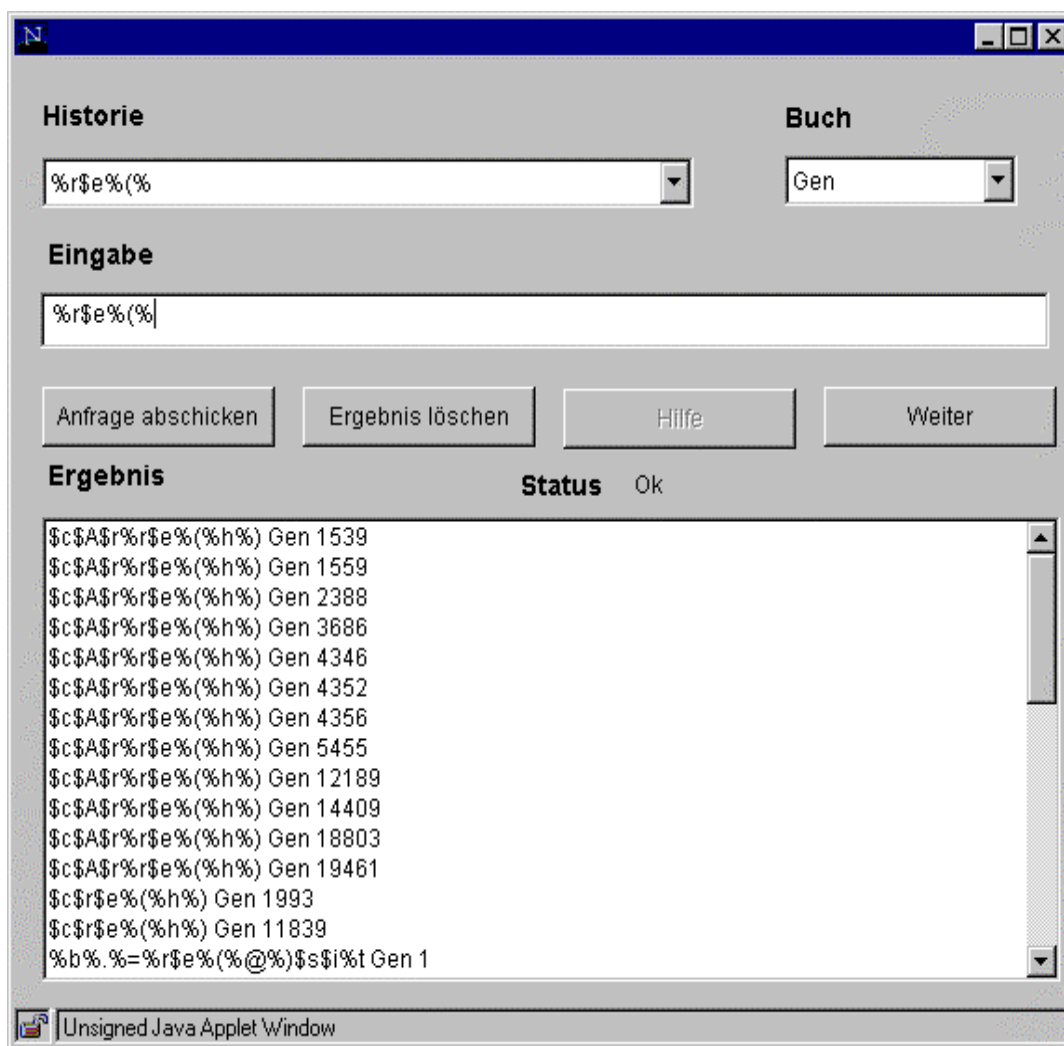 N
Historie Buch
%r$e%(% Gen
Eingabe
%r$e%(%
Anfrage abschicken Ergebnis löschen Hilfe Weiter
Ergebnis Status Ok
$c$A$r%r$e%(%h%) Gen 1539
$c$A$r%r$e%(%h%) Gen 1559
$c$A$r%r$e%(%h%) Gen 2388
$c$A$r%r$e%(%h%) Gen 3686
$c$A$r%r$e%(%h%) Gen 4346
$c$A$r%r$e%(%h%) Gen 4352
$c$A$r%r$e%(%h%) Gen 4356
$c$A$r%r$e%(%h%) Gen 5455
$c$A$r%r$e%(%h%) Gen 12189
$c$A$r%r$e%(%h%) Gen 14409
$c$A$r%r$e%(%h%) Gen 18803
$c$A$r%r$e%(%h%) Gen 19461
$c$r$e%(%h%) Gen 1993
$c$r$e%(%h%) Gen 11839
%b%.%=%r$e%(%@%)$s$i%t Gen 1
Unsigned Java Applet Window